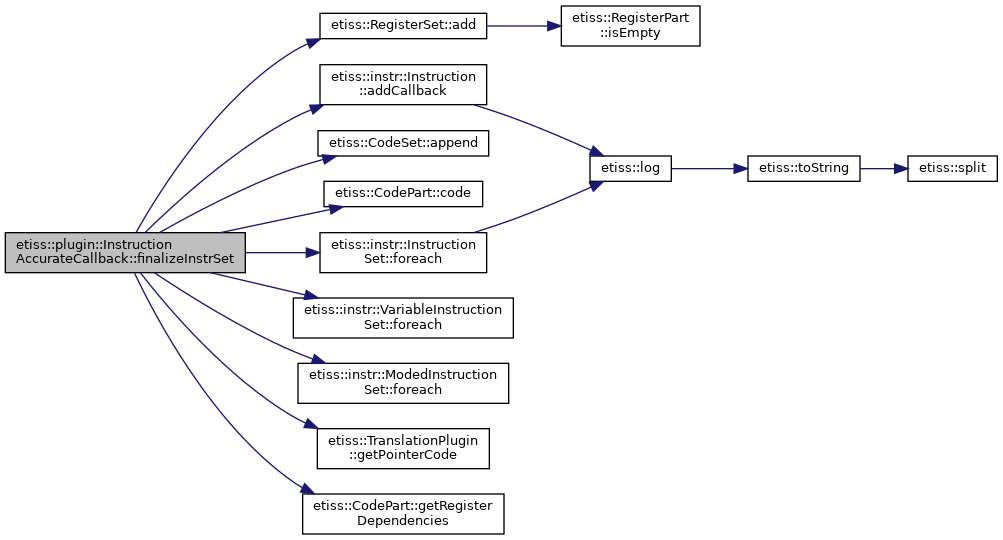 etiss::plugin::Instruction
AccurateCallback::finalizeInstrSet
etiss::RegisterSet::add
etiss::RegisterPart
::isEmpty
etiss::instr::Instruction
::addCallback
etiss::CodeSet::append
etiss::CodePart::code
etiss::instr::Instruction
Set::foreach
etiss::log
etiss::toString
etiss::split
etiss::instr::VariableInstruction
Set::foreach
etiss::instr::ModedInstruction
Set::foreach
etiss::TranslationPlugin
::getPointerCode
etiss::CodePart::getRegister
Dependencies